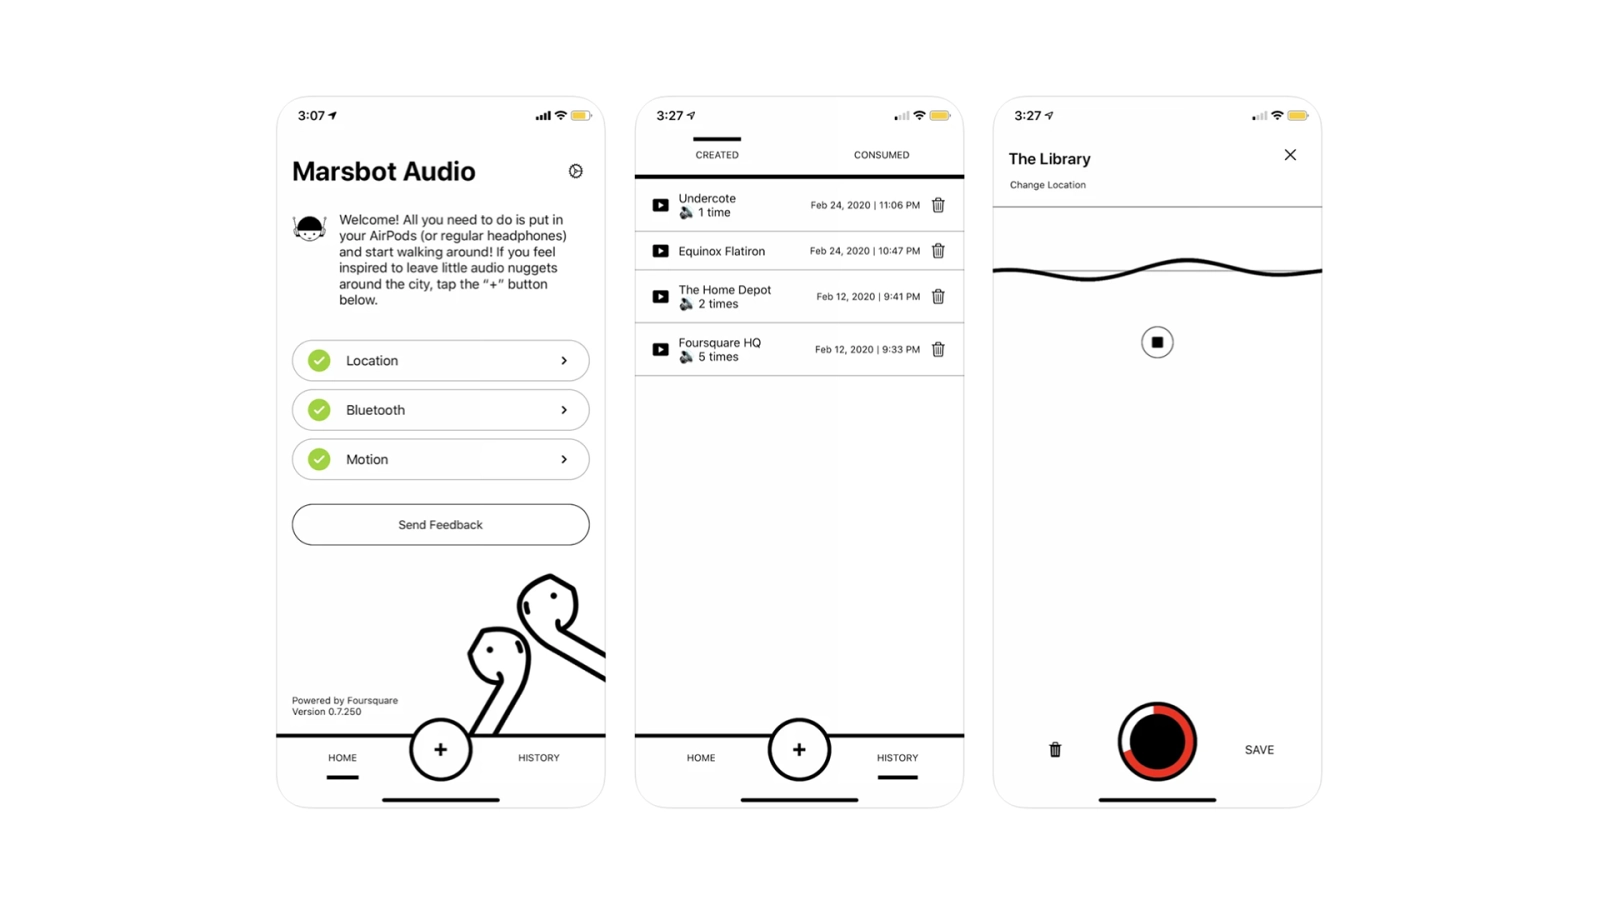 3:07
Marsbot Audio
Welcome! All you need to do is put in
your AirPods (or regular headphones)
and start walking around! If you feel
inspired to leave little audio nuggets
around the city, tap the “+” button
below.
Location
Bluetooth
Motion
Send Feedback
Powered by Foursquare
Version 0.7.250
HOME
+
HISTORY
3:27
CREATED
CONSUMED
Undercote
1 time
Feb 24, 2020 | 11:06 PM
Equinox Flatiron
Feb 24, 2020 | 10:47 PM
The Home Depot
2 times
Feb 12, 2020 | 9:41 PM
Foursquare HQ
5 times
Feb 12, 2020 | 9:33 PM
HOME
+
HISTORY
3:27
The Library
Change Location
SAVE